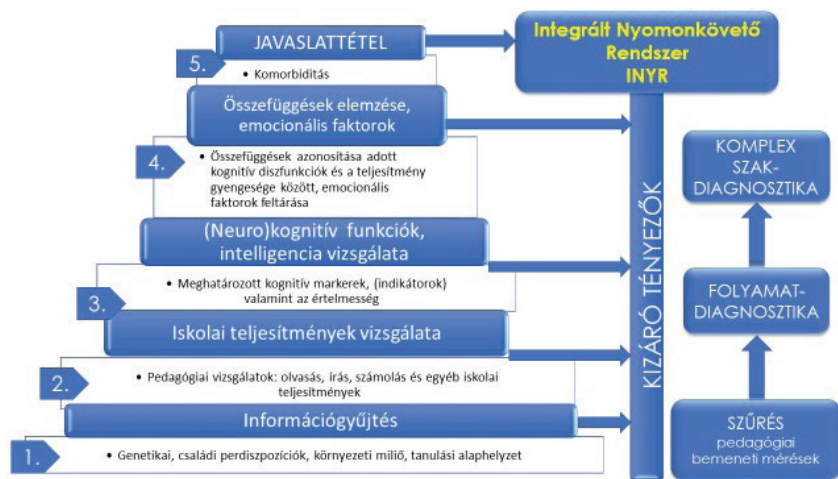 JAVASLATTÉTEL
5.
• Komorbiditás
Összefüggések elemzése,
emocionális faktorok
4.
• Összefüggések azonosítása adott
kognitív diszfunkciók és a teljesítmény
gyengesége között, emocionális
faktorok feltárása
(Neuro)kognitív funkciók,
intelligencia vizsgálata
3.
• Meghatározott kognitív markerek, (indikátorok)
valamint az értelmesség
Iskolai teljesítmények vizsgálata
2.
• Pedagógiai vizsgálatok: olvasás, írás, számolás és egyéb iskolai
teljesítmények
Információgyűjtés
1.
• Genetikai, családi perdiszpozíciók, környezeti miliő, tanulási alaphelyzet
Integrált Nyomonkövető
Rendszer
INYR
KIZÁRÓ TÉNYEZŐK
KOMPLEX
SZAK-
DIAGNOSZTIKA
FOLYAMAT-
DIAGNOSZTIKA
SZŰRÉS
pedagógiai
bemeneti mérések